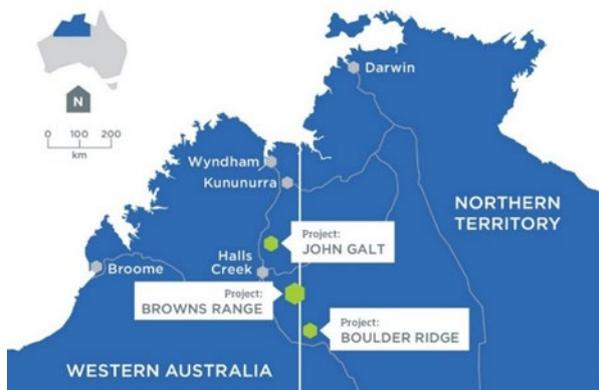 Darwin
N
0 100 200
km
Wyndham
Kununurra
NORTHERN
TERRITORY
Project:
JOHN GALT
Halls
Creek
Broome
Project:
BROWNS RANGE
Project:
BOULDER RIDGE
WESTERN AUSTRALIA